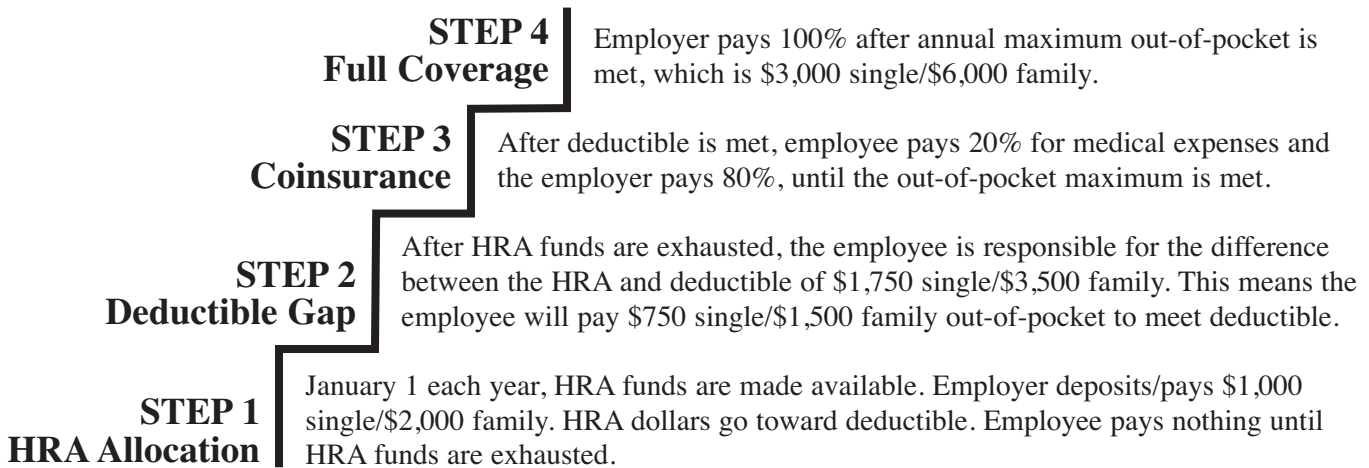 STEP 4
Full Coverage
Employer pays 100% after annual maximum out-of-pocket is
met, which is $3,000 single/$6,000 family.
STEP 3
Coinsurance
After deductible is met, employee pays 20% for medical expenses and
the employer pays 80%, until the out-of-pocket maximum is met.
STEP 2
Deductible Gap
After HRA funds are exhausted, the employee is responsible for the difference
between the HRA and deductible of $1,750 single/$3,500 family. This means the
employee will pay $750 single/$1,500 family out-of-pocket to meet deductible.
STEP 1
HRA Allocation
January 1 each year, HRA funds are made available. Employer deposits/pays $1,000
single/$2,000 family. HRA dollars go toward deductible. Employee pays nothing until
HRA funds are exhausted.